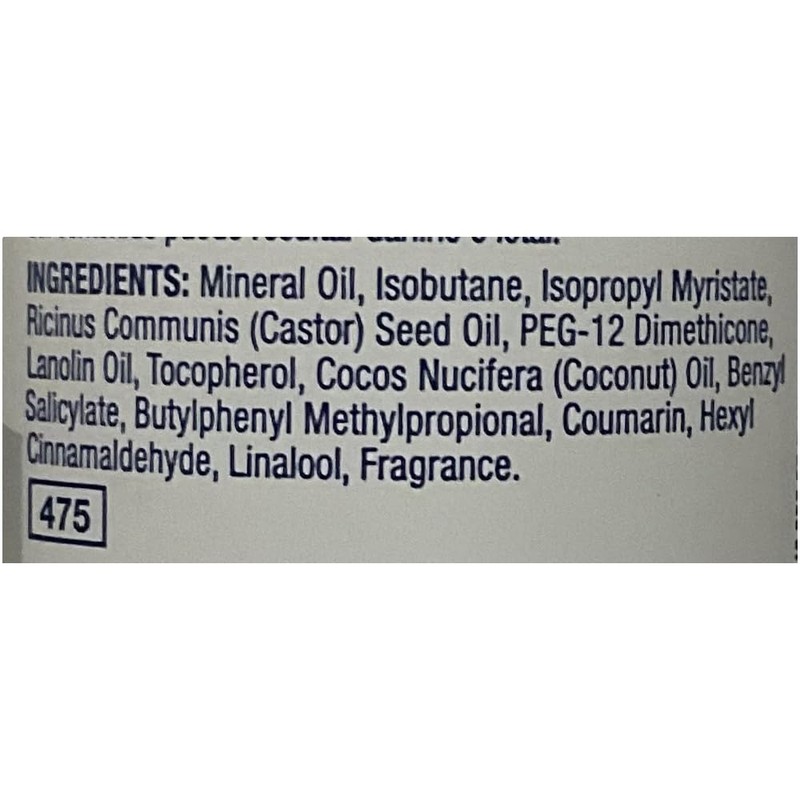 INGREDIENTS: Mineral Oil, Isobutane, Isopropyl Myristate,
Ricinus Communis (Castor) Seed Oil, PEG-12 Dimethicone,
Lanolin Oil, Tocopherol, Cocos Nucifera (Coconut) Oil, Benzyl
Salicylate, Butylphenyl Methylpropional, Coumarin, Hexyl
Cinnamaldehyde, Linalool, Fragrance.
475